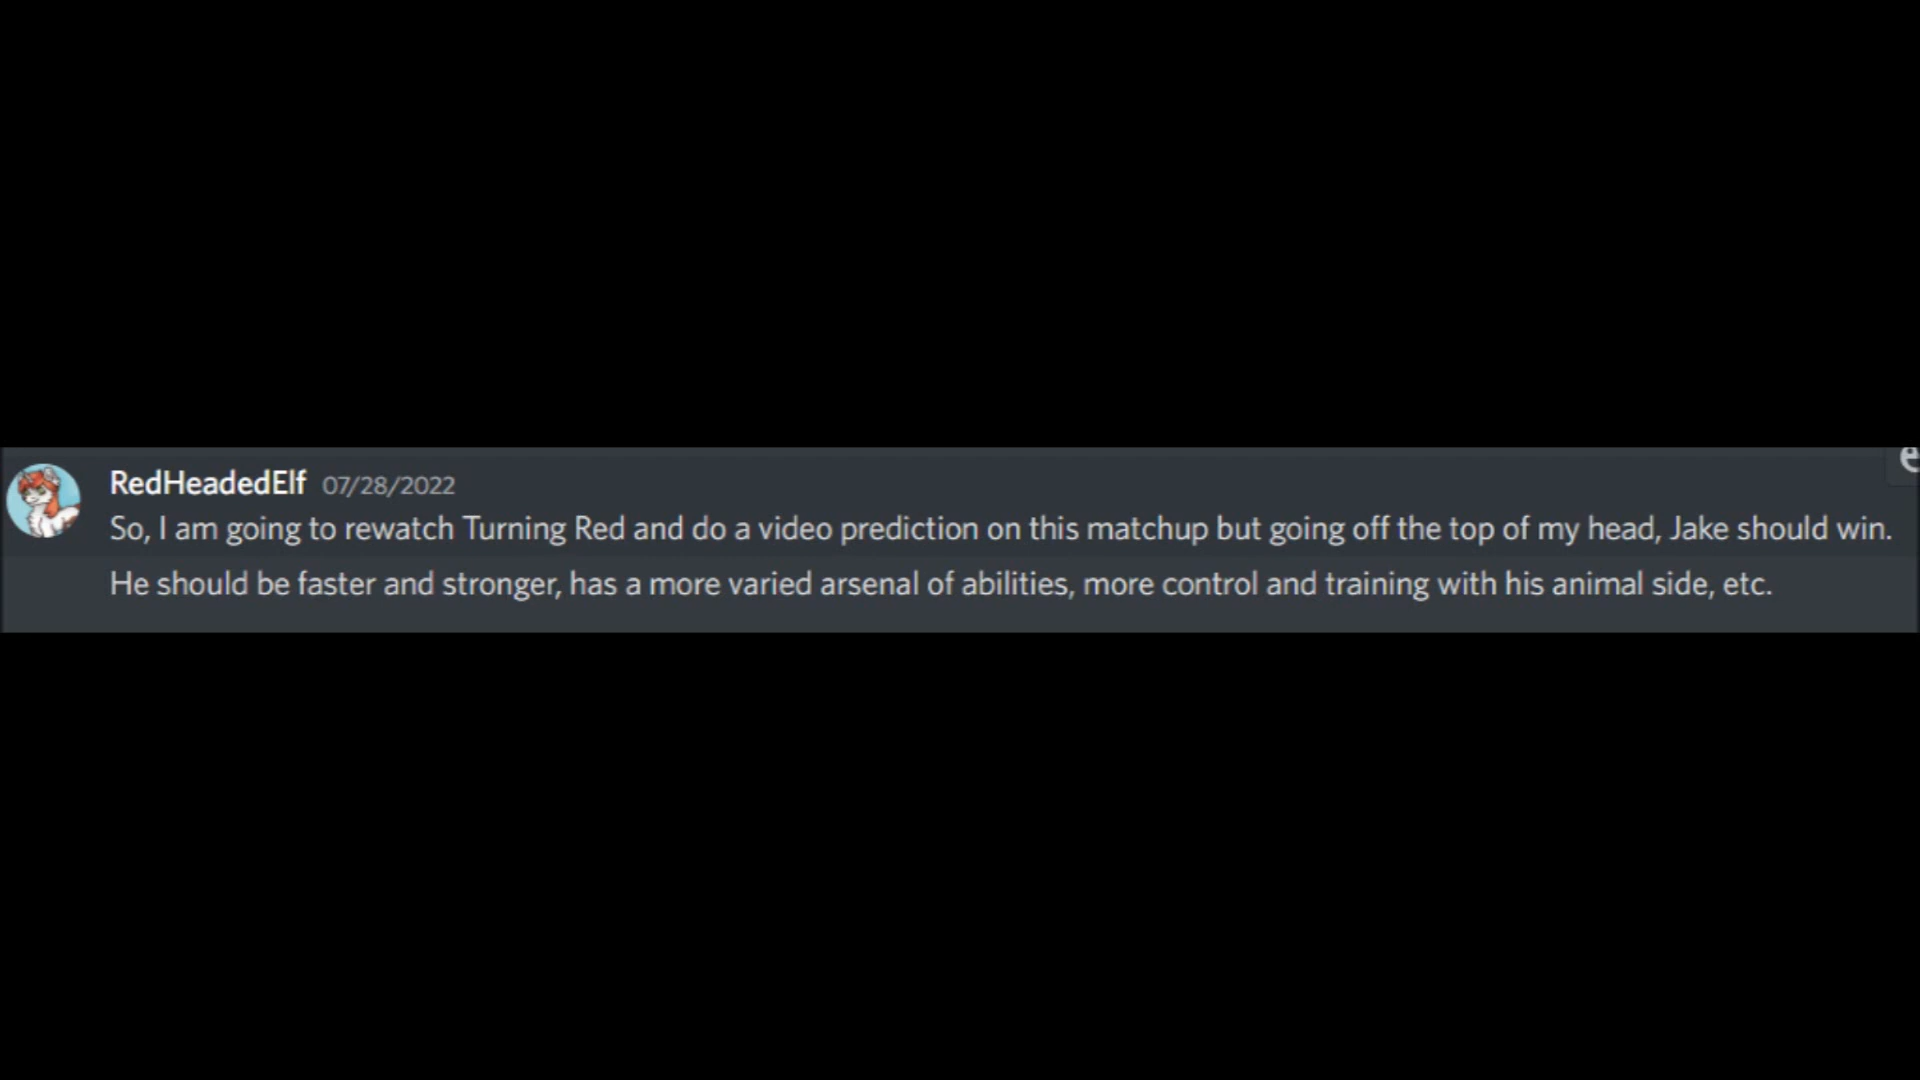 RedHeadedElf 07/28/2022
So, I am going to rewatch Turning Red and do a video prediction on this matchup but going off the top of my head, Jake should win.
He should be faster and stronger, has a more varied arsenal of abilities, more control and training with his animal side, etc.